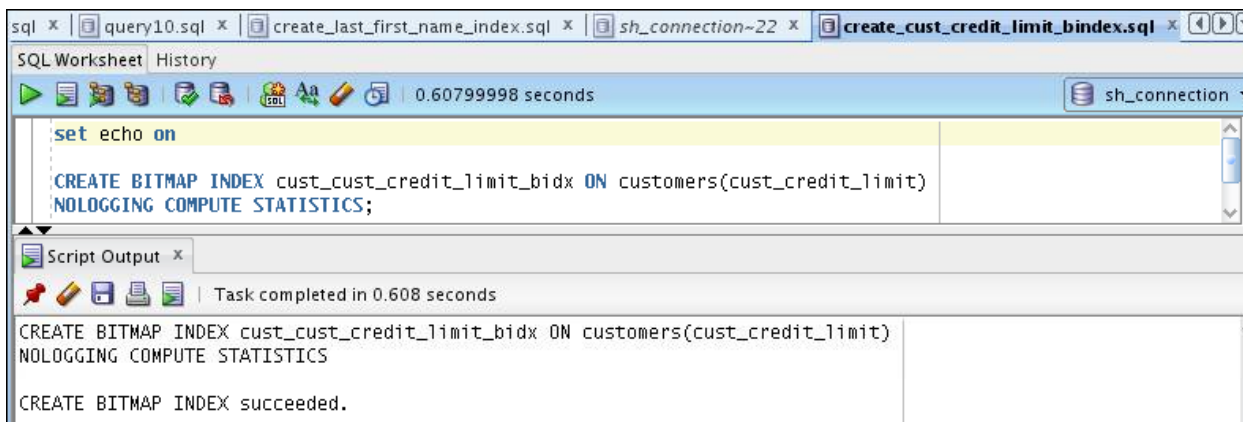 sql x query10.sql x create_last_first_name_index.sql x sh_connection~22 x create_cust_credit_limit_bindex.sql x
SQL Worksheet History
0.60799998 seconds sh_connection
set echo on
CREATE BITMAP INDEX cust_cust_credit_limit_bidx ON customers(cust_credit_limit)
NOLOGGING COMPUTE STATISTICS;
Script Output x
Task completed in 0.608 seconds
CREATE BITMAP INDEX cust_cust_credit_limit_bidx ON customers(cust_credit_limit)
NOLOGGING COMPUTE STATISTICS
CREATE BITMAP INDEX succeeded.